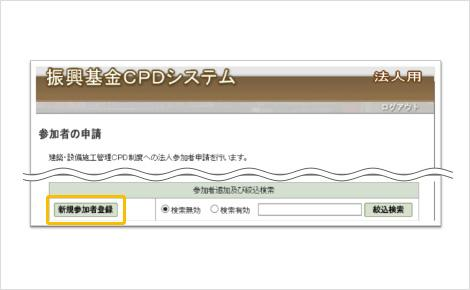 振興基金CPDシステム 法人用
ログアウト
参加者の申請
建築・設備施工管理CPD制度への法人参加者申請を行います。
参加者追加及び絞込検索
新規参加者登録 検索無効 検索有効 絞込検索